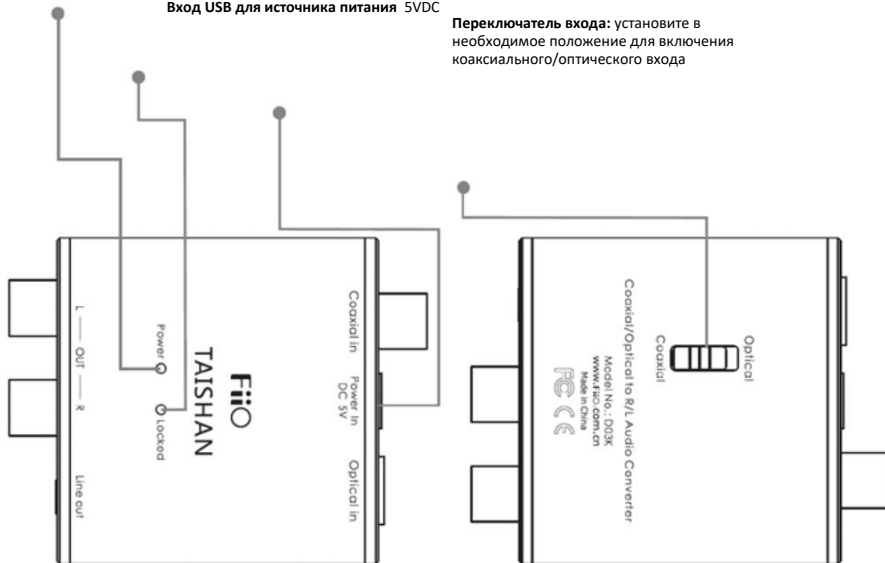 Вход USB для источника питания 5VDC
Переключатель входа: установите в
необходимое положение для включения
коаксиального/оптического входа
L OUT R
Line out
Power
Locked
FiiO
TAISHAN
Coaxial in
Power In
DC 5V
Optical in
Coaxial/Optical to R/L Audio Converter
Optical
Coaxial
Model No.: D03K
www.FiiO.com.cn
Made in China
FC CE